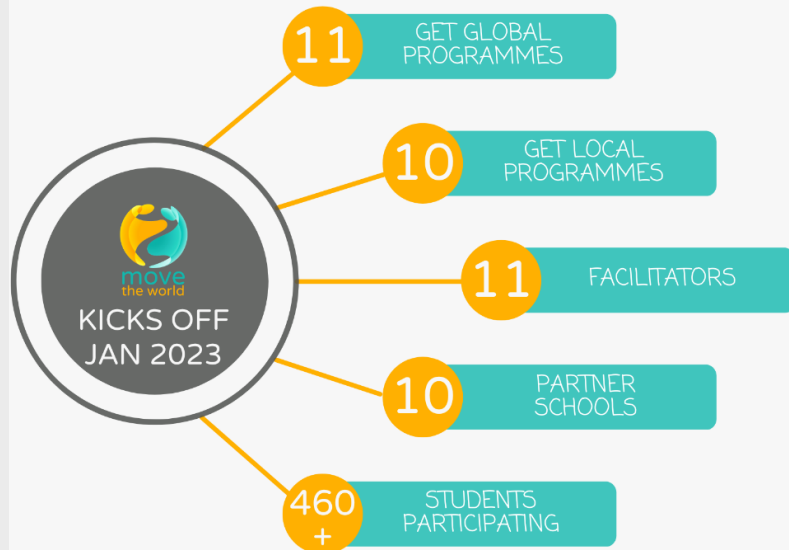 11
GET GLOBAL
PROGRAMMES
10
GET LOCAL
PROGRAMMES
move
the world
KICKS OFF
JAN 2023
11
FACILITATORS
10
PARTNER
SCHOOLS
460
+
STUDENTS
PARTICIPATING